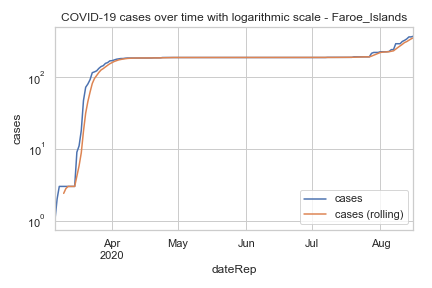 COVID-19 cases over time with logarithmic scale - Faroe_Islands
cases
10²
10¹
10⁰
Apr
2020
May
Jun
Jul
Aug
dateRep
cases
cases (rolling)